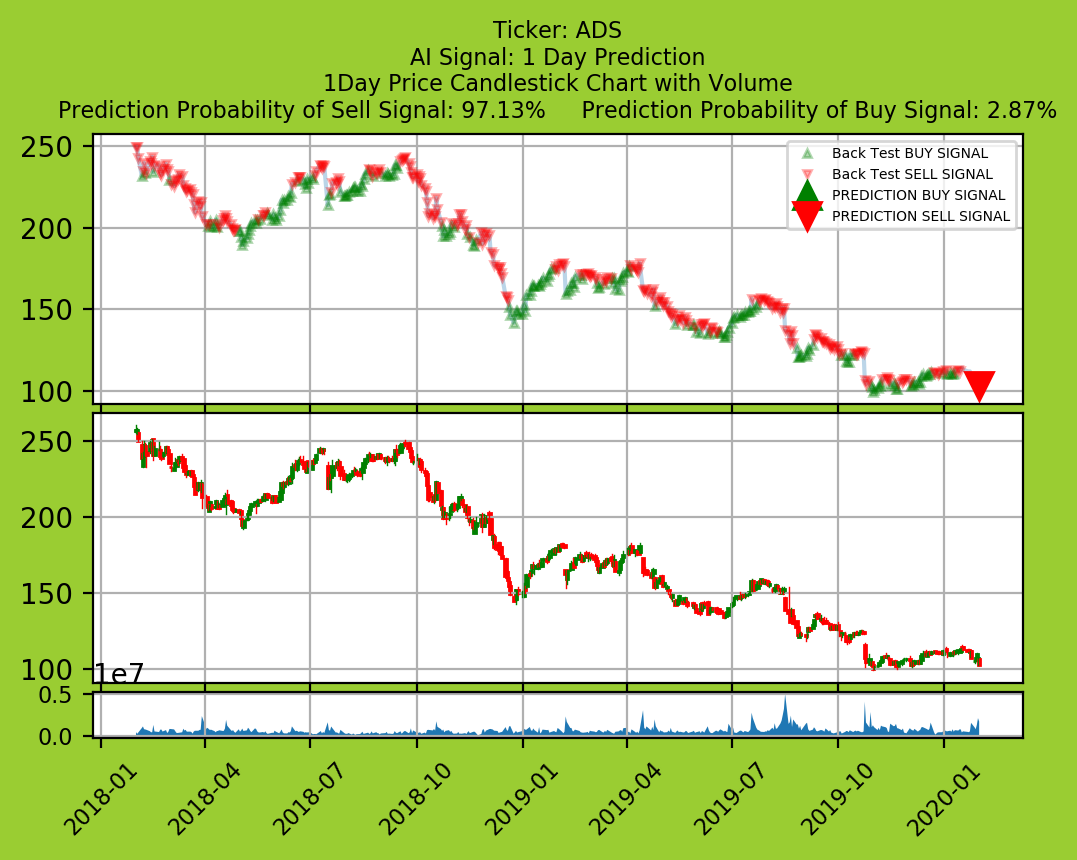 Ticker: ADS
AI Signal: 1 Day Prediction
1Day Price Candlestick Chart with Volume
Prediction Probability of Sell Signal: 97.13%     Prediction Probability of Buy Signal: 2.87%
250
200
150
100
Back Test BUY SIGNAL
Back Test SELL SIGNAL
PREDICTION BUY SIGNAL
PREDICTION SELL SIGNAL
250
200
150
100
1e7
0.5
0.0
2018-01
2018-04
2018-07
2018-10
2019-01
2019-04
2019-07
2019-10
2020-01